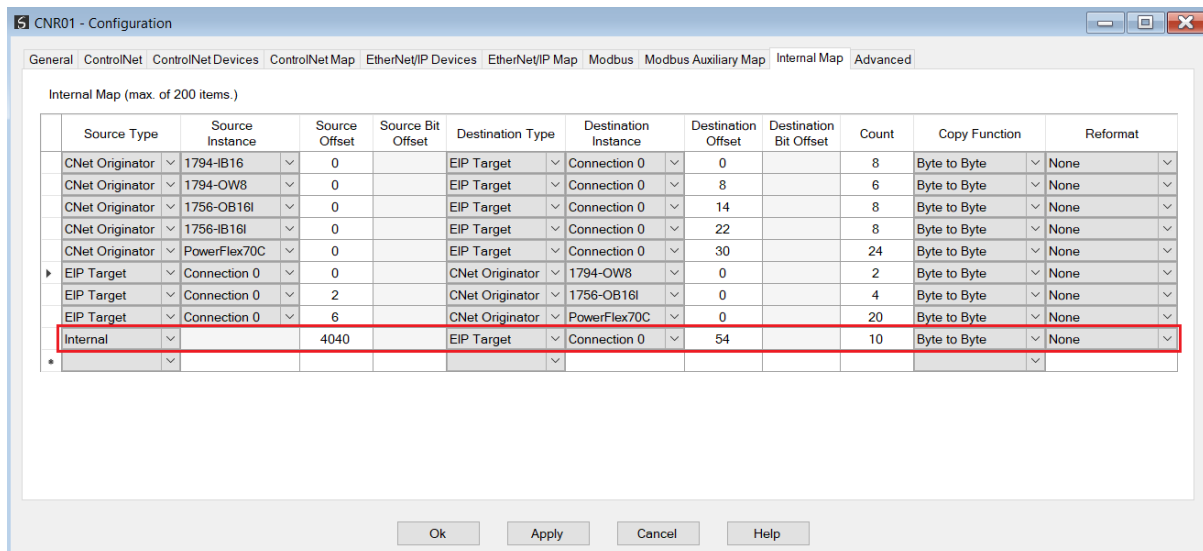 CNR01 - Configuration
General ControlNet ControlNet Devices ControlNet Map EtherNet/IP Devices EtherNet/IP Map Modbus Modbus Auxiliary Map Internal Map Advanced
Internal Map (max. of 200 items.)
Source Type Source Instance Source Offset Source Bit Offset Destination Type Destination Instance Destination Offset Destination Bit Offset Count Copy Function Reformat
CNet Originator 1794-IB16 0 EIP Target Connection 0 0 8 Byte to Byte None
CNet Originator 1794-OW8 0 EIP Target Connection 0 8 6 Byte to Byte None
CNet Originator 1756-OB16I 0 EIP Target Connection 0 14 8 Byte to Byte None
CNet Originator 1756-IB16I 0 EIP Target Connection 0 22 8 Byte to Byte None
CNet Originator PowerFlex70C 0 EIP Target Connection 0 30 24 Byte to Byte None
EIP Target Connection 0 0 CNet Originator 1794-OW8 0 2 Byte to Byte None
EIP Target Connection 0 2 CNet Originator 1756-OB16I 0 4 Byte to Byte None
EIP Target Connection 0 6 CNet Originator PowerFlex70C 0 20 Byte to Byte None
Internal 4040 EIP Target Connection 0 54 10 Byte to Byte None
Ok Apply Cancel Help